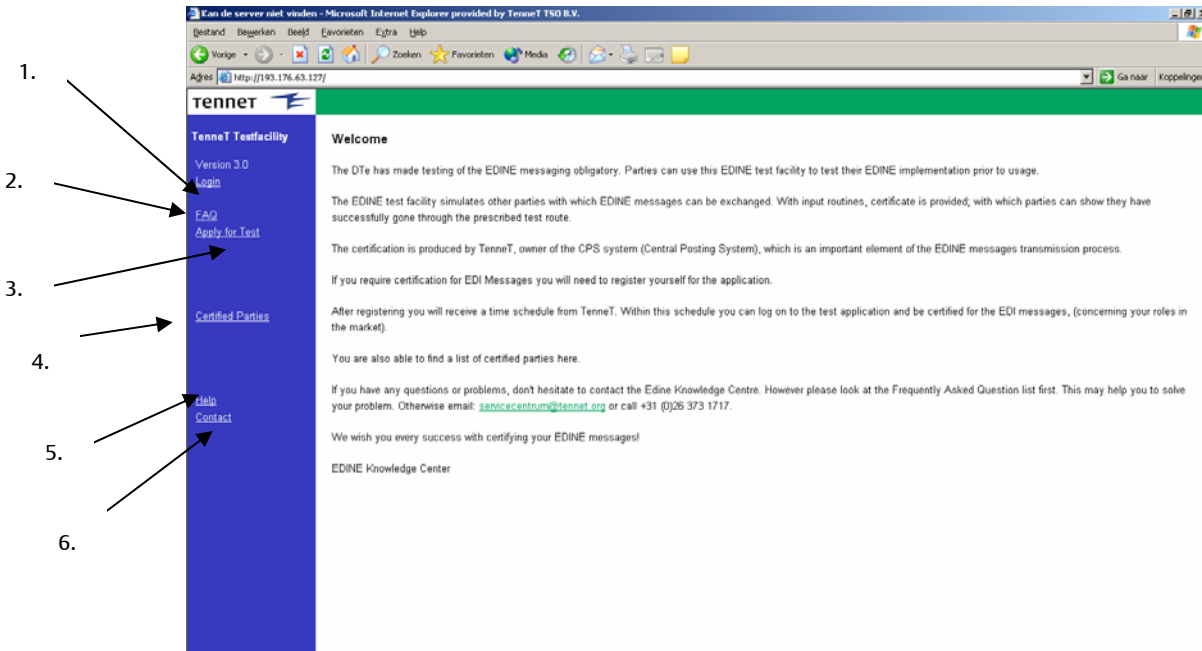 Kan de server niet vinden - Microsoft Internet Explorer provided by TenneT TSO B.V.
Bestand Bewerken Beeld Favorieten Extra Help
Vorige Zoeken Favorieten Media
Adres http://193.176.63.127/ Ga naar Koppelingen
TenneT
1.
2.
3.
4.
5.
6.
TenneT Testfacility
Version 3.0
Login
FAQ
Apply for Test
Certified Parties
Help
Contact
Welcome
The DTe has made testing of the EDINE messaging obligatory. Parties can use this EDINE test facility to test their EDINE implementation prior to usage.
The EDINE test facility simulates other parties with which EDINE messages can be exchanged. With input routines, certificate is provided; with which parties can show they have
successfully gone through the prescribed test route.
The certification is produced by TenneT, owner of the CPS system (Central Posting System), which is an important element of the EDINE messages transmission process.
If you require certification for EDI Messages you will need to register yourself for the application.
After registering you will receive a time schedule from TenneT. Within this schedule you can log on to the test application and be certified for the EDI messages, (concerning your roles in
the market).
You are also able to find a list of certified parties here.
If you have any questions or problems, don't hesitate to contact the Edine Knowledge Centre. However please look at the Frequently Asked Question list first. This may help you to solve
your problem. Otherwise email: servicecentrum@tennet.org or call +31 (0)26 373 1717.
We wish you every success with certifying your EDINE messages!
EDINE Knowledge Center